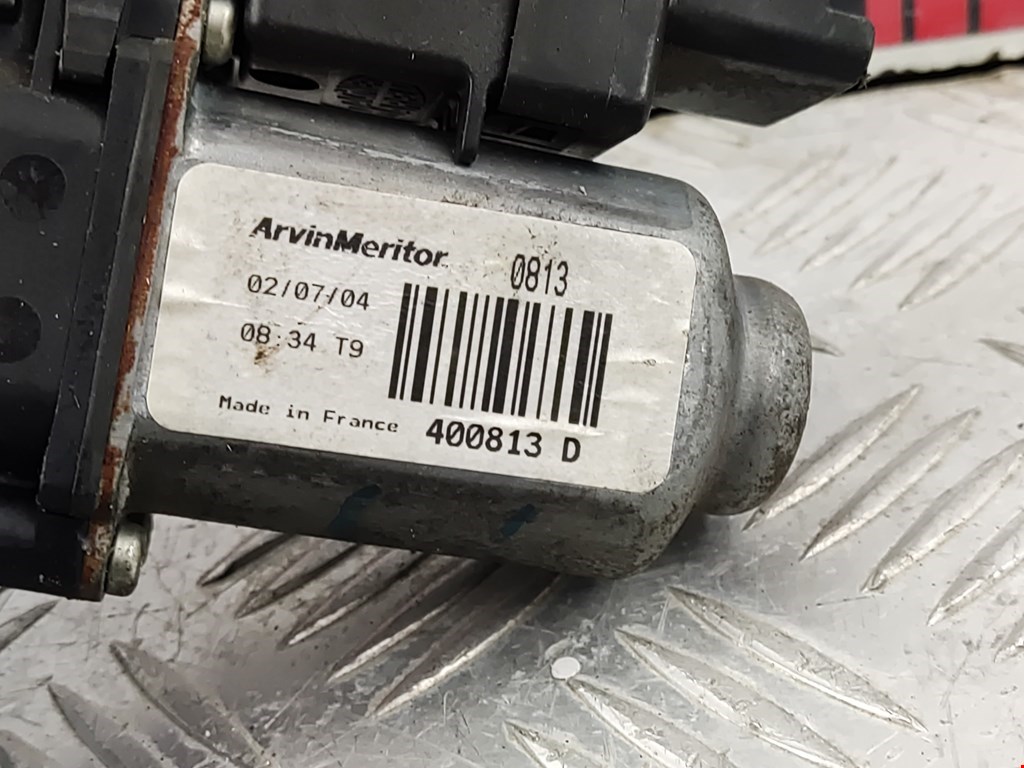 ArvinMeritor
0813
02/07/04
08:34 T9
Made in France
400813 D